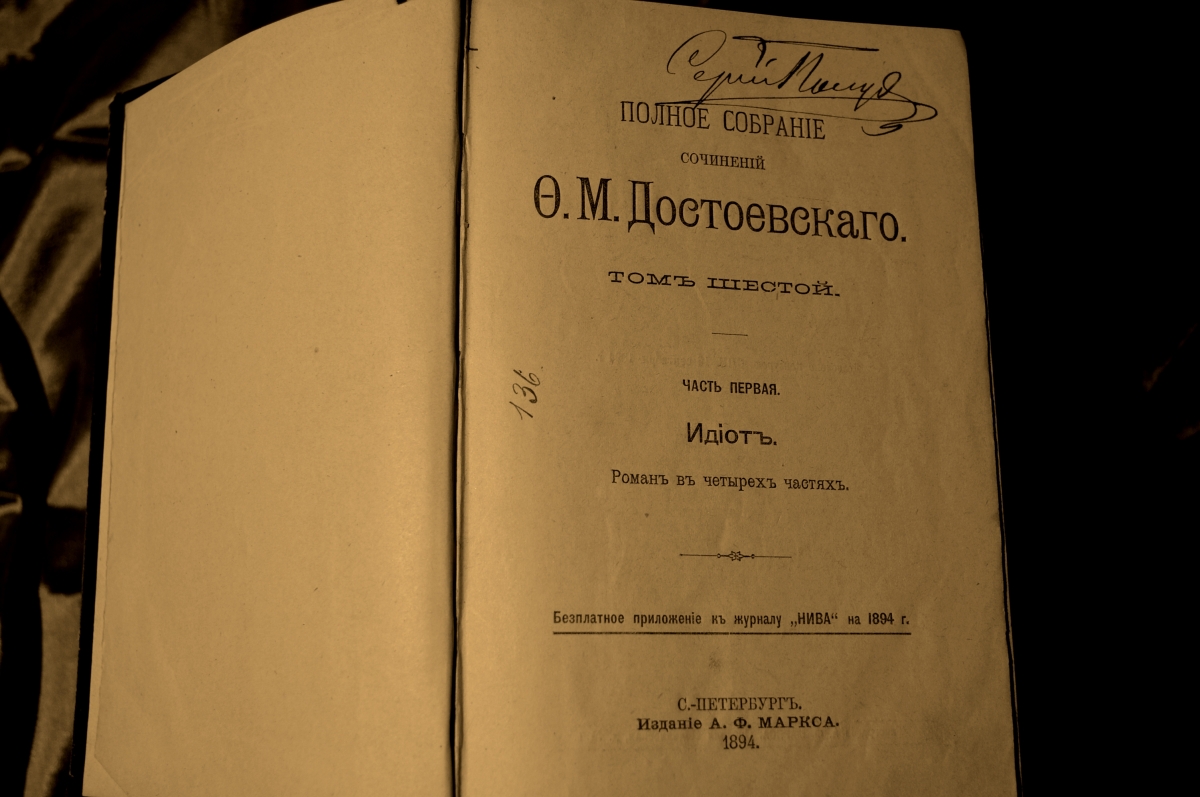 Сергій
ПОЛНОЕ СОБРАНІЕ
СОЧИНЕНІЙ
Ѳ. М. Достоевскаго.
ТОМЪ ШЕСТОЙ.
ЧАСТЬ ПЕРВАЯ.
136.
Идіотъ.
Романъ въ четырехъ частяхъ.
Безплатное приложеніе къ журналу „НИВА“ на 1894 г.
С.-ПЕТЕРБУРГЪ.
Изданіе А. Ф. МАРКСА.
1894.